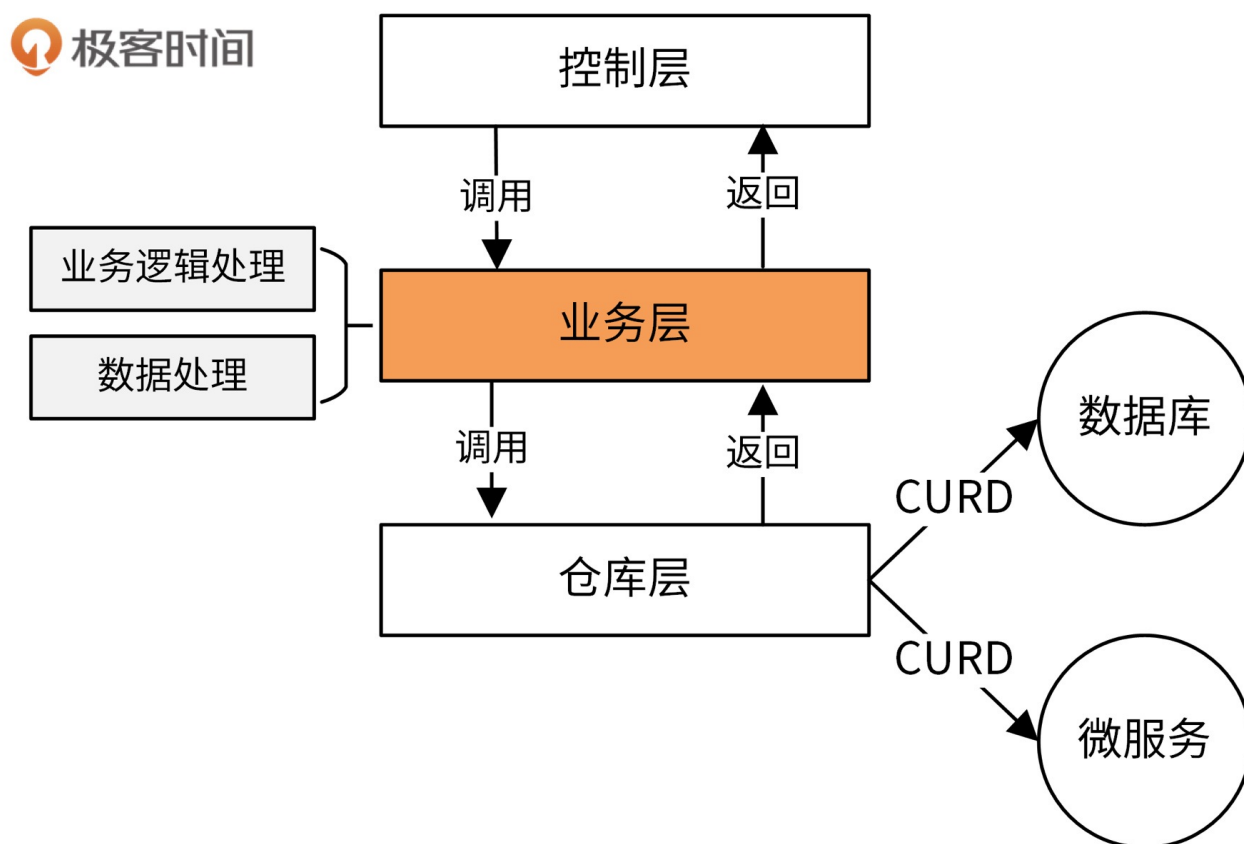 极客时间
控制层
调用
返回
业务逻辑处理
业务层
数据处理
数据库
调用
返回
CURD
仓库层
CURD
微服务